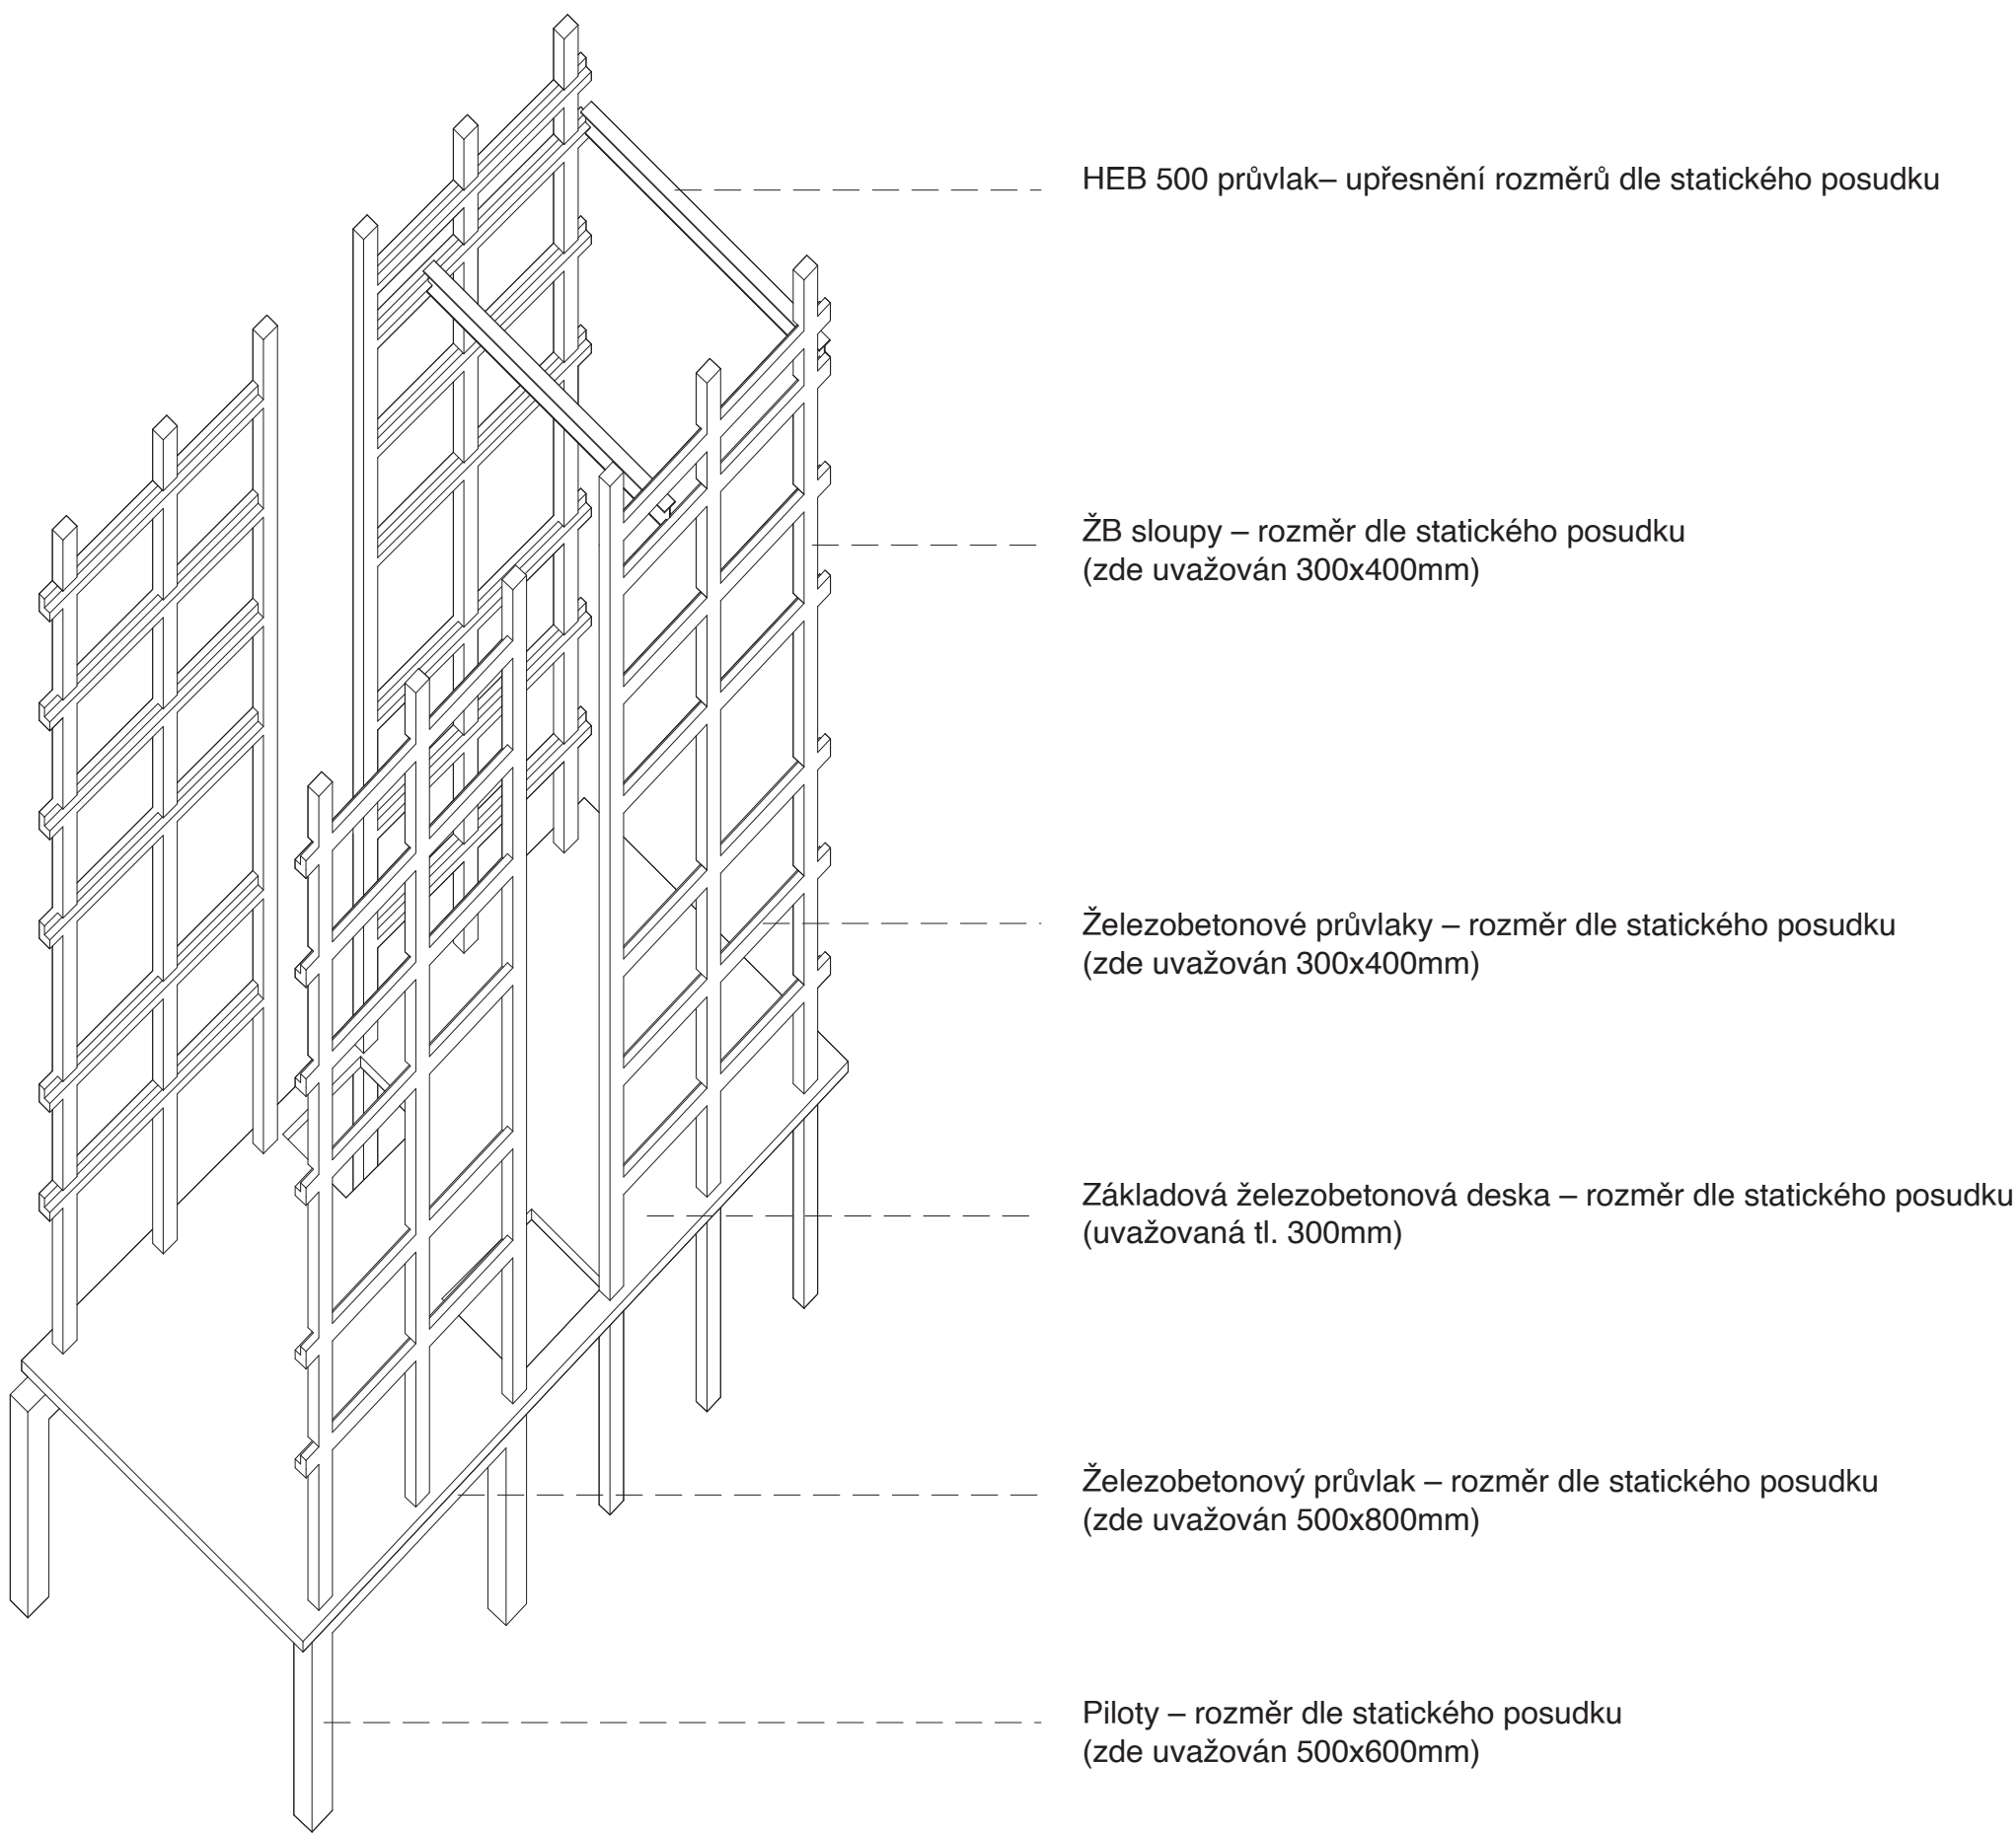 HEB 500 průvlak– upřesnění rozměrů dle statického posudku
ŽB sloupy – rozměr dle statického posudku
(zde uvažován 300x400mm)
Železobetonové průvlaky – rozměr dle statického posudku
(zde uvažován 300x400mm)
Základová železobetonová deska – rozměr dle statického posudku
(uvažovaná tl. 300mm)
Železobetonový průvlak – rozměr dle statického posudku
(zde uvažován 500x800mm)
Piloty – rozměr dle statického posudku
(zde uvažován 500x600mm)